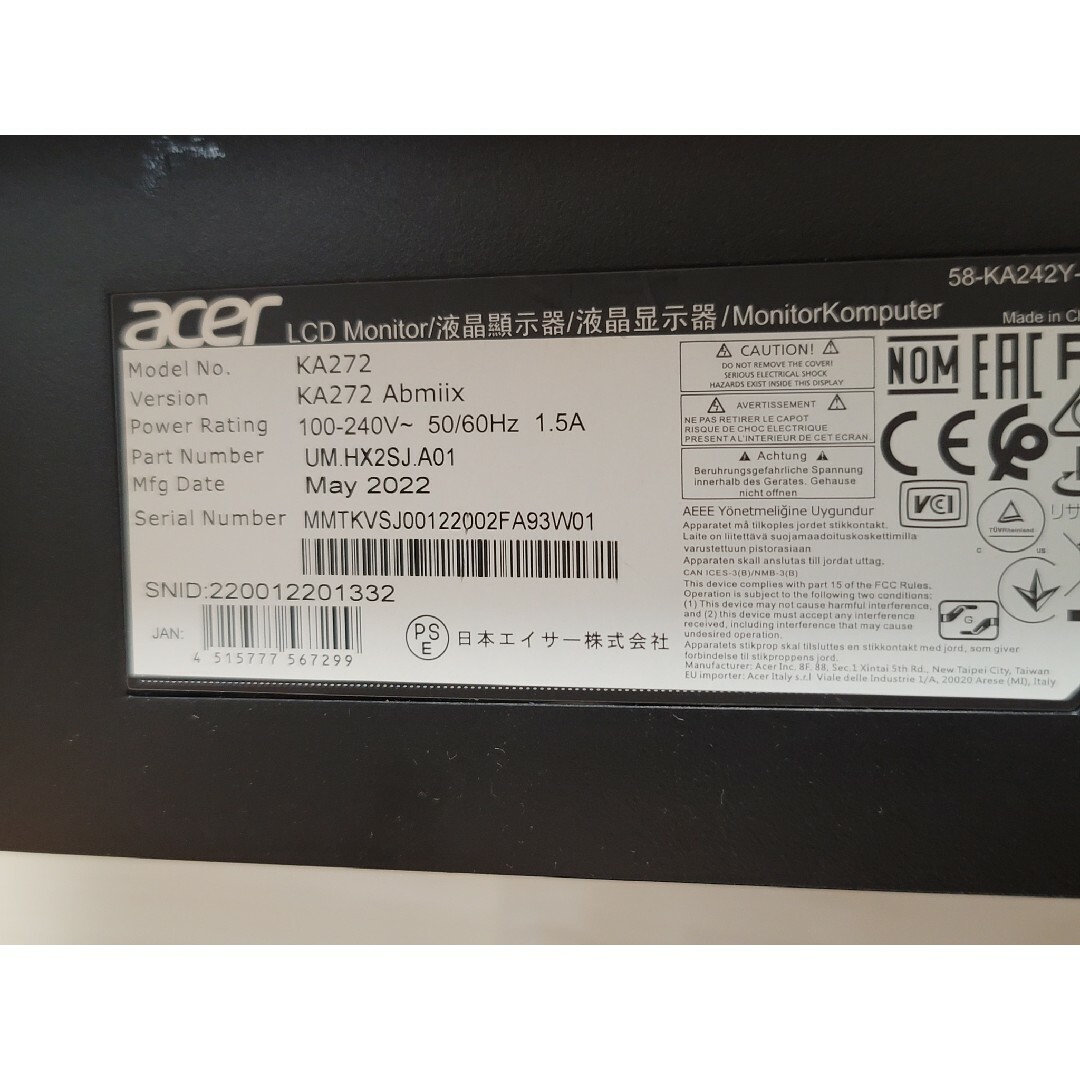 58-KA242Y-
acer LCD Monitor/液晶顯示器/液晶显示器/MonitorKomputer
Made in
Model No. KA272
Version KA272 Abmiix
Power Rating 100-240V~ 50/60Hz 1.5A
Part Number UM.HX2SJ.A01
Mfg Date May 2022
Serial Number MMTKVSJ001222002FA93W01
SNID:220012201332
JAN:
4 515777 567299
PS
E
日本エイサー株式会社
CAUTION!
DO NOT REMOVE THE COVER!
SERIOUS ELECTRICAL SHOCK
HAZARDS EXIST INSIDE THIS DISPLAY
AVERTISSEMENT
NE PAS RETIRER LE CAPOT
RISQUE DE CHOC ELECTRIQUE
PRESENT A L'INTERIEUR DE CET ECRAN
Achtung
Beruhrungsgefahrliche Spannung
innerhalb des Gerates. Gehause
nicht offnen
AEEE Yönetmeliğine Uygundur
Apparatet må tilkoples jordet stikkontakt.
Laite on liitettävä suojamaadoituskoskettimilla
varustettuun pistorasiaan
Apparaten skall anslutas till jordat uttag.
CAN ICES-3(B)/NMB-3(B)
This device complies with part 15 of the FCC Rules.
Operation is subject to the following two conditions:
(1) This device may not cause harmful interference,
and (2) this device must accept any interference
received, including interference that may cause
undesired operation.
Apparatets stikprop skal tilsluttes en stikkontakt med jord, som giver
forbindelse til stikproppens jord.
Manufacturer: Acer Inc. 8F, 88, Sec.1 Xintai 5th Rd., New Taipei City, Taiwan
EU importer: Acer Italy s.r.l Viale delle Industrie 1/A, 20020 Arese (MI), Italy
NOM EAC
CE
VCI
TÜVRheinland
C US
リサ
G